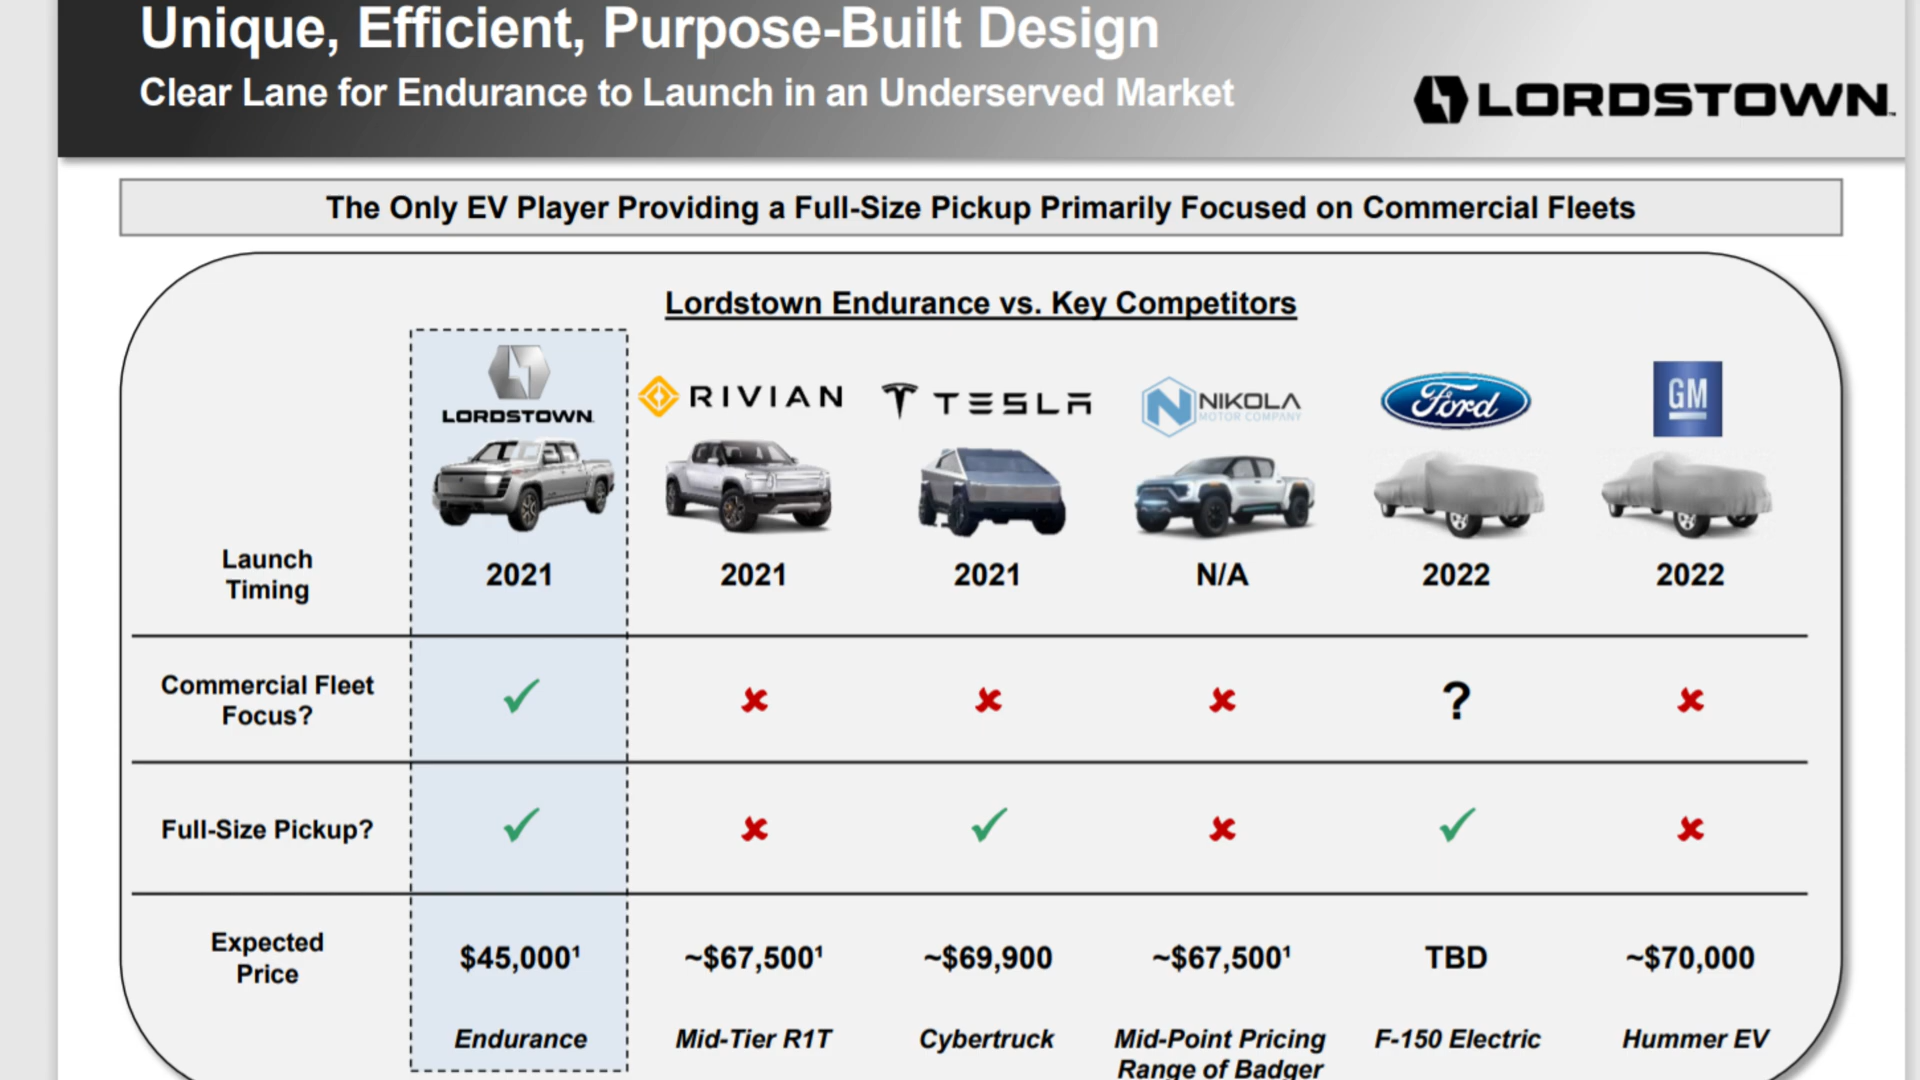 Unique, Efficient, Purpose-Built Design
Clear Lane for Endurance to Launch in an Underserved Market
LORDSTOWN™
The Only EV Player Providing a Full-Size Pickup Primarily Focused on Commercial Fleets
Lordstown Endurance vs. Key Competitors
LORDSTOWN
RIVIAN
TESLA
NIKOLA
MOTOR COMPANY
Ford
GM
Launch
Timing
2021 2021 2021 N/A 2022 2022
Commercial Fleet
Focus?
✓ ✘ ✘ ✘ ? ✘
Full-Size Pickup?
✓ ✘ ✓ ✘ ✓ ✘
Expected
Price
$45,000¹ ~$67,500¹ ~$69,900 ~$67,500¹ TBD ~$70,000
Endurance Mid-Tier R1T Cybertruck Mid-Point Pricing F-150 Electric Hummer EV
Range of Badger